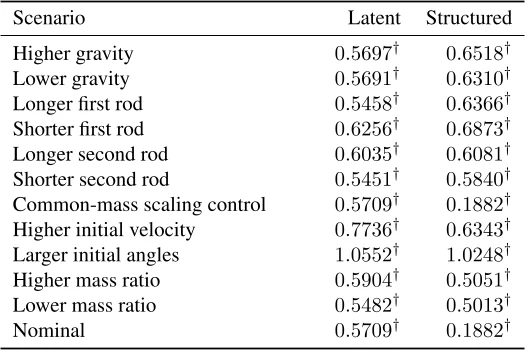 Scenario Latent Structured
Higher gravity 0.5697† 0.6518†
Lower gravity 0.5691† 0.6310†
Longer first rod 0.5458† 0.6366†
Shorter first rod 0.6256† 0.6873†
Longer second rod 0.6035† 0.6081†
Shorter second rod 0.5451† 0.5840†
Common-mass scaling control 0.5709† 0.1882†
Higher initial velocity 0.7736† 0.6343†
Larger initial angles 1.0552† 1.0248†
Higher mass ratio 0.5904† 0.5051†
Lower mass ratio 0.5482† 0.5013†
Nominal 0.5709† 0.1882†